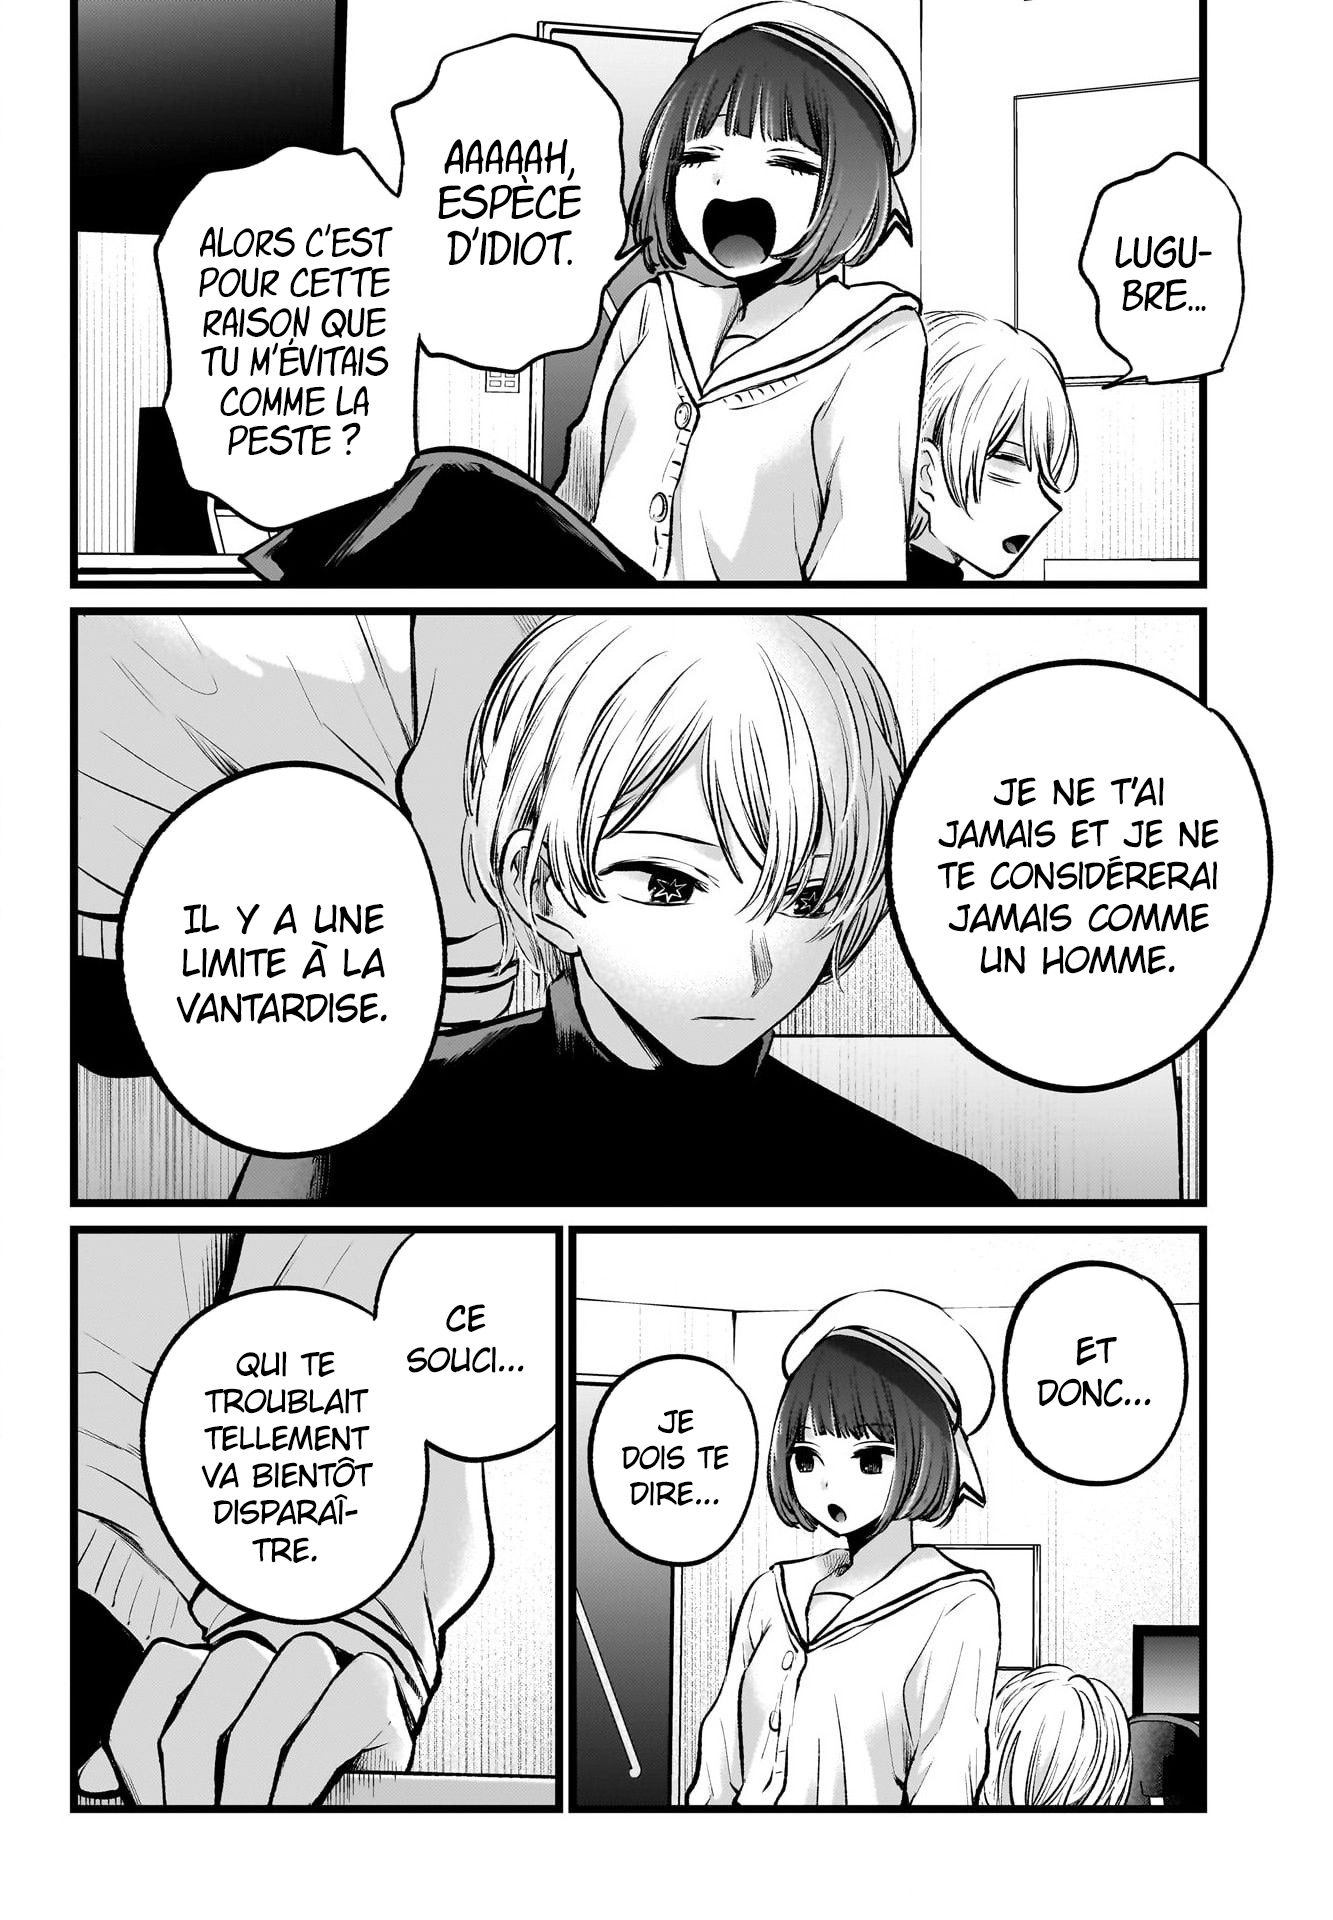 LUGU-
BRE...
AAAAAH,
ESPÈCE
D'IDIOT.
ALORS C'EST
POUR CETTE
RAISON QUE
TU M'ÉVITAIS
COMME LA
PESTE ?
JE NE T'AI
JAMAIS ET JE NE
TE CONSIDÉRERAI
JAMAIS COMME
UN HOMME.
IL Y A UNE
LIMITE À LA
VANTARDISE.
ET
DONC...
JE
DOIS TE
DIRE...
CE
SOUCI...
QUI TE
TROUBLAIT
TELLEMENT
VA BIENTÔT
DISPARAÎ-
TRE.